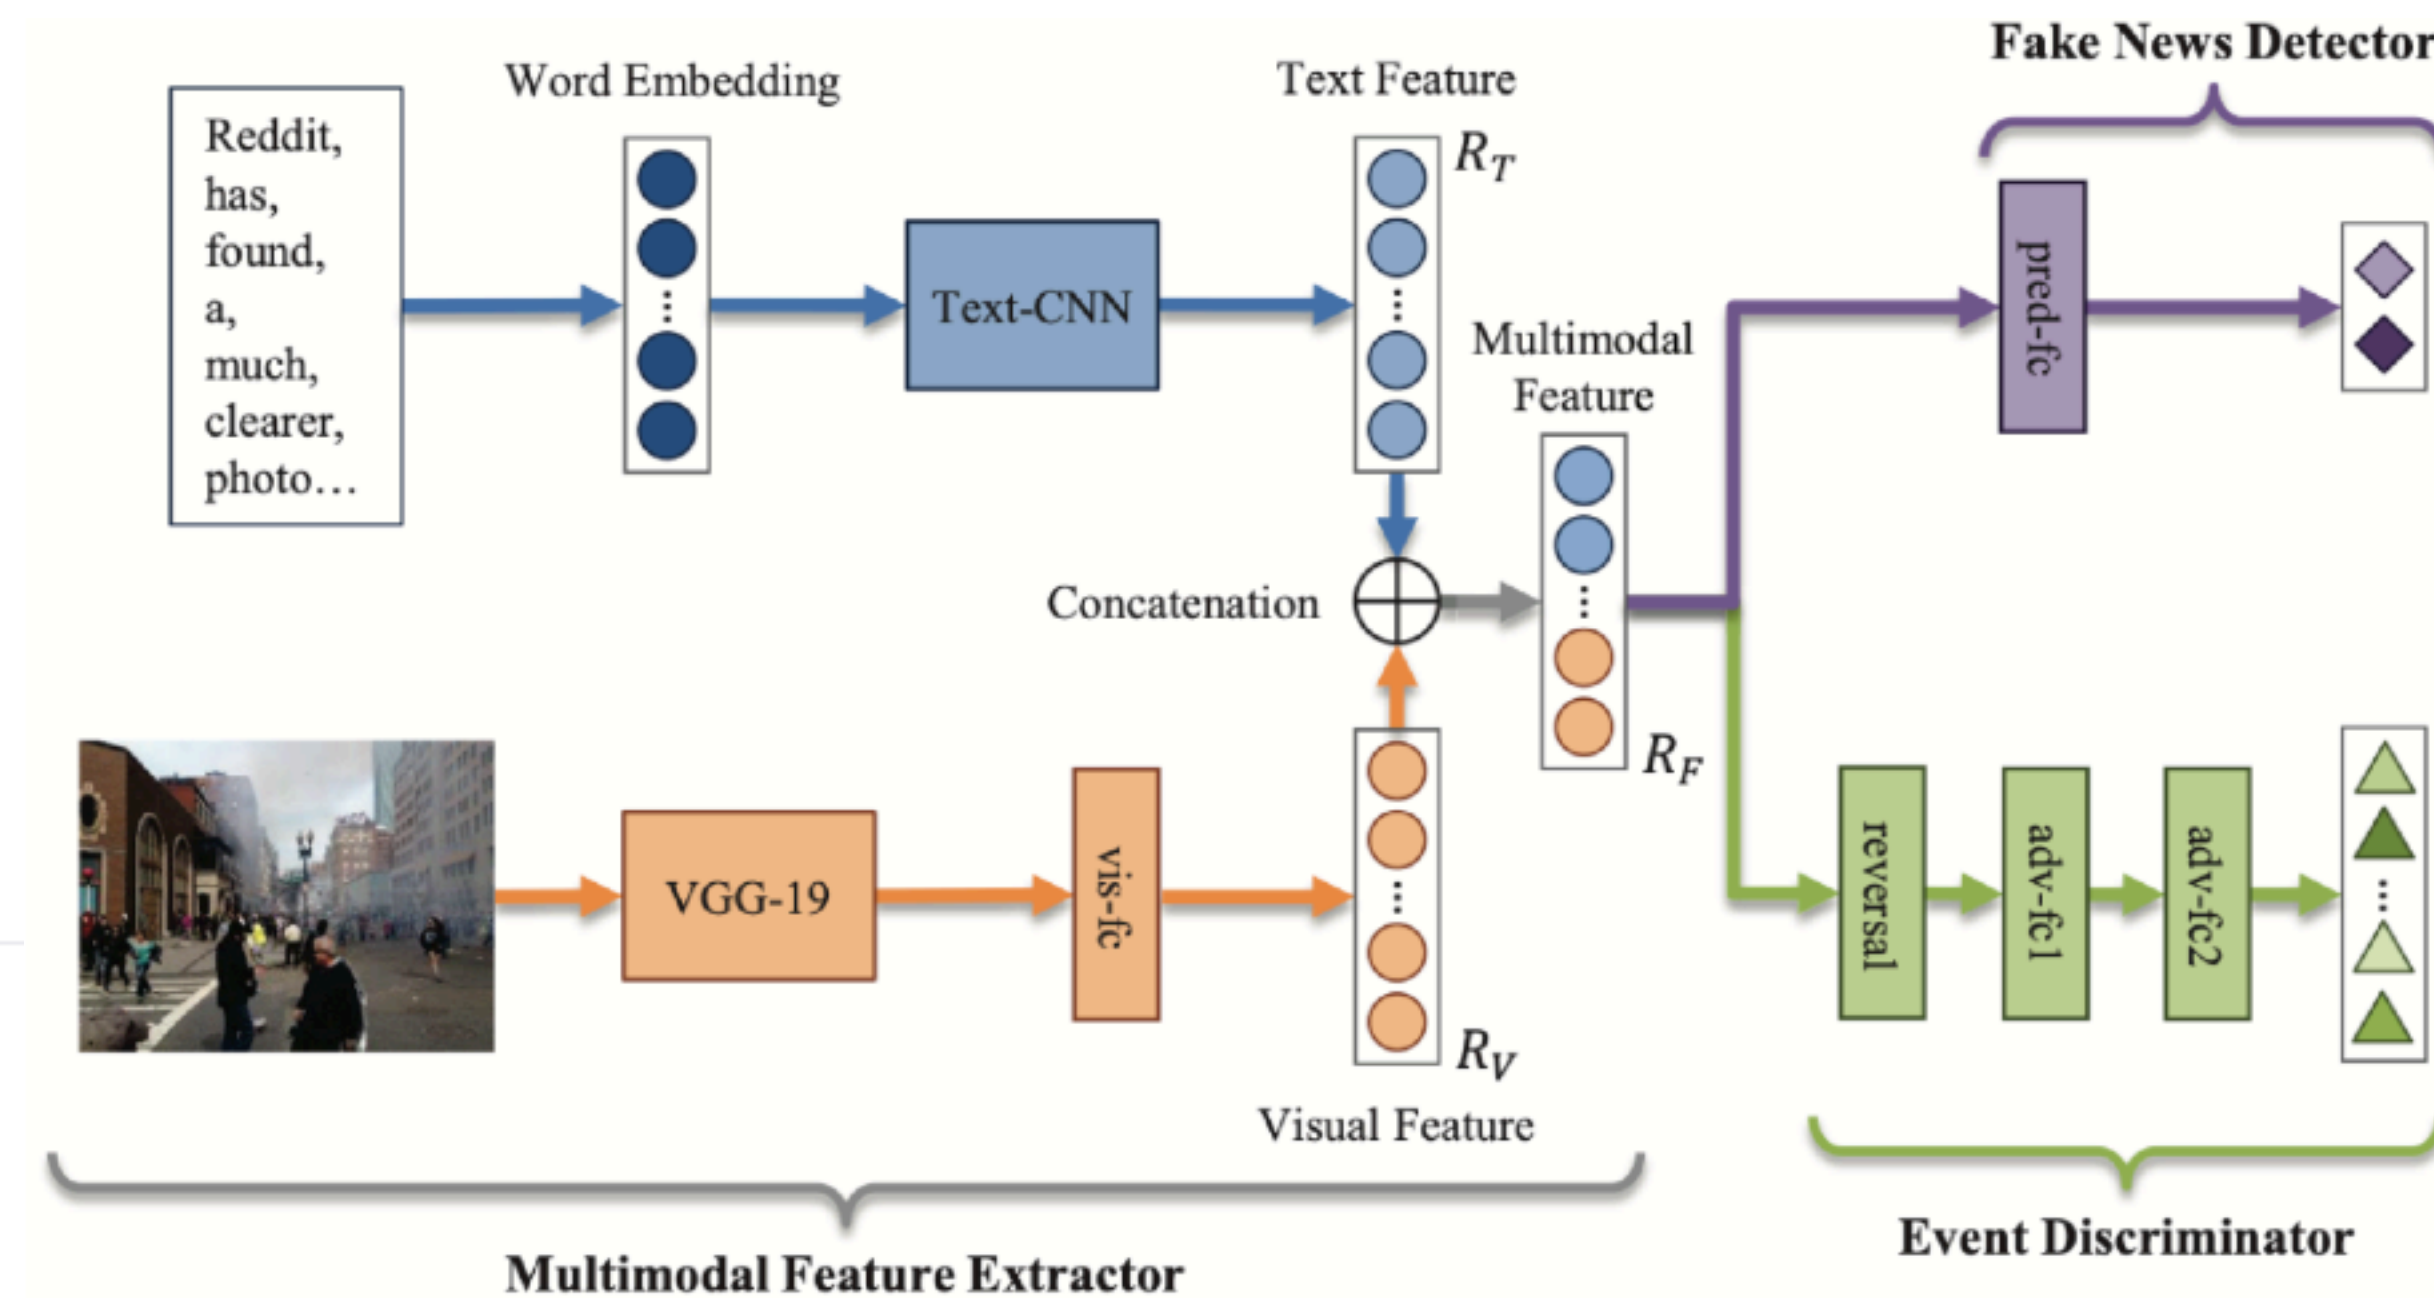 Fake News Detector
Word Embedding
Text Feature
Reddit,
has,
found,
a,
much,
clearer,
photo…
R_T
Text-CNN
pred-fc
Multimodal
Feature
Concatenation
R_F
VGG-19
vis-fc
reversal
adv-fc1
adv-fc2
R_V
Visual Feature
Event Discriminator
Multimodal Feature Extractor